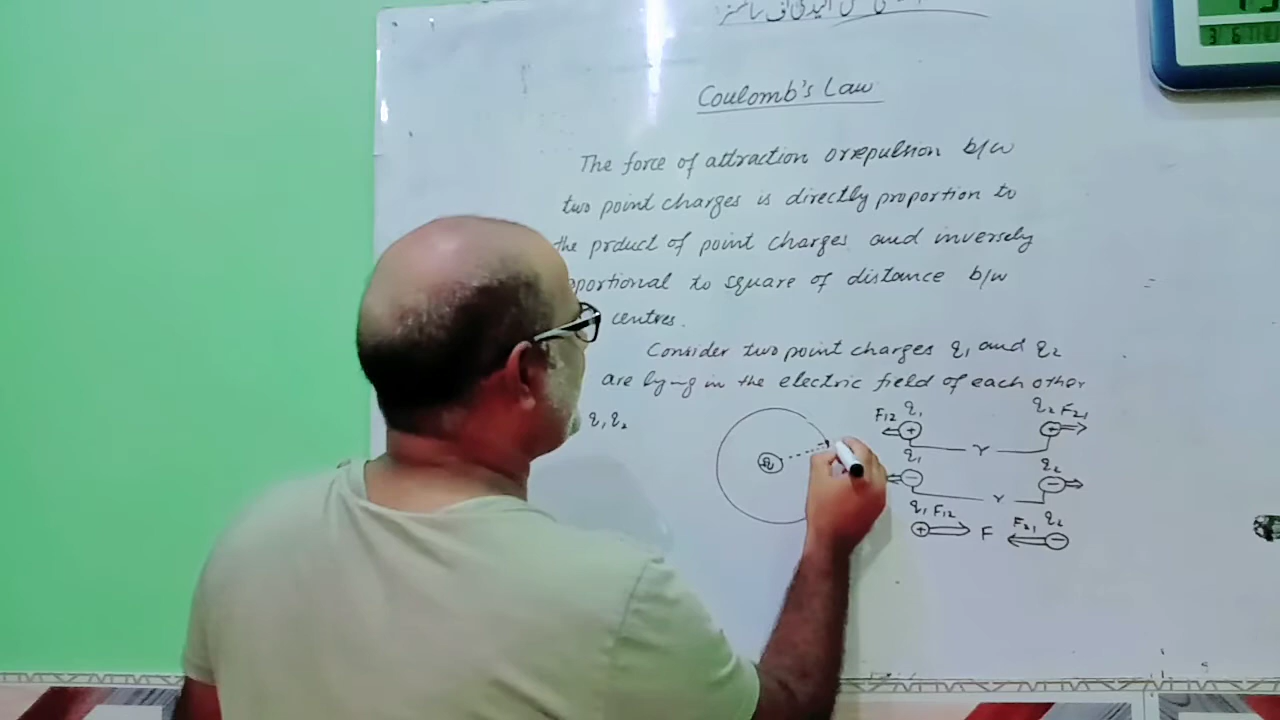 Coulomb's Law
The force of attraction or repulsion b/w
two point charges is directly proportion to
the prduct of point charges and inversely
portional to square of distance b/w
centres.
Consider two point charges q₁ and q₂
are lying in the electric field of each other
q₁ q₂
F₁₂ q₁ q₂ F₂₁
+ + r
q₁ q₂
− − r
q₁ F₁₂ F₂₁ q₂
+ F −